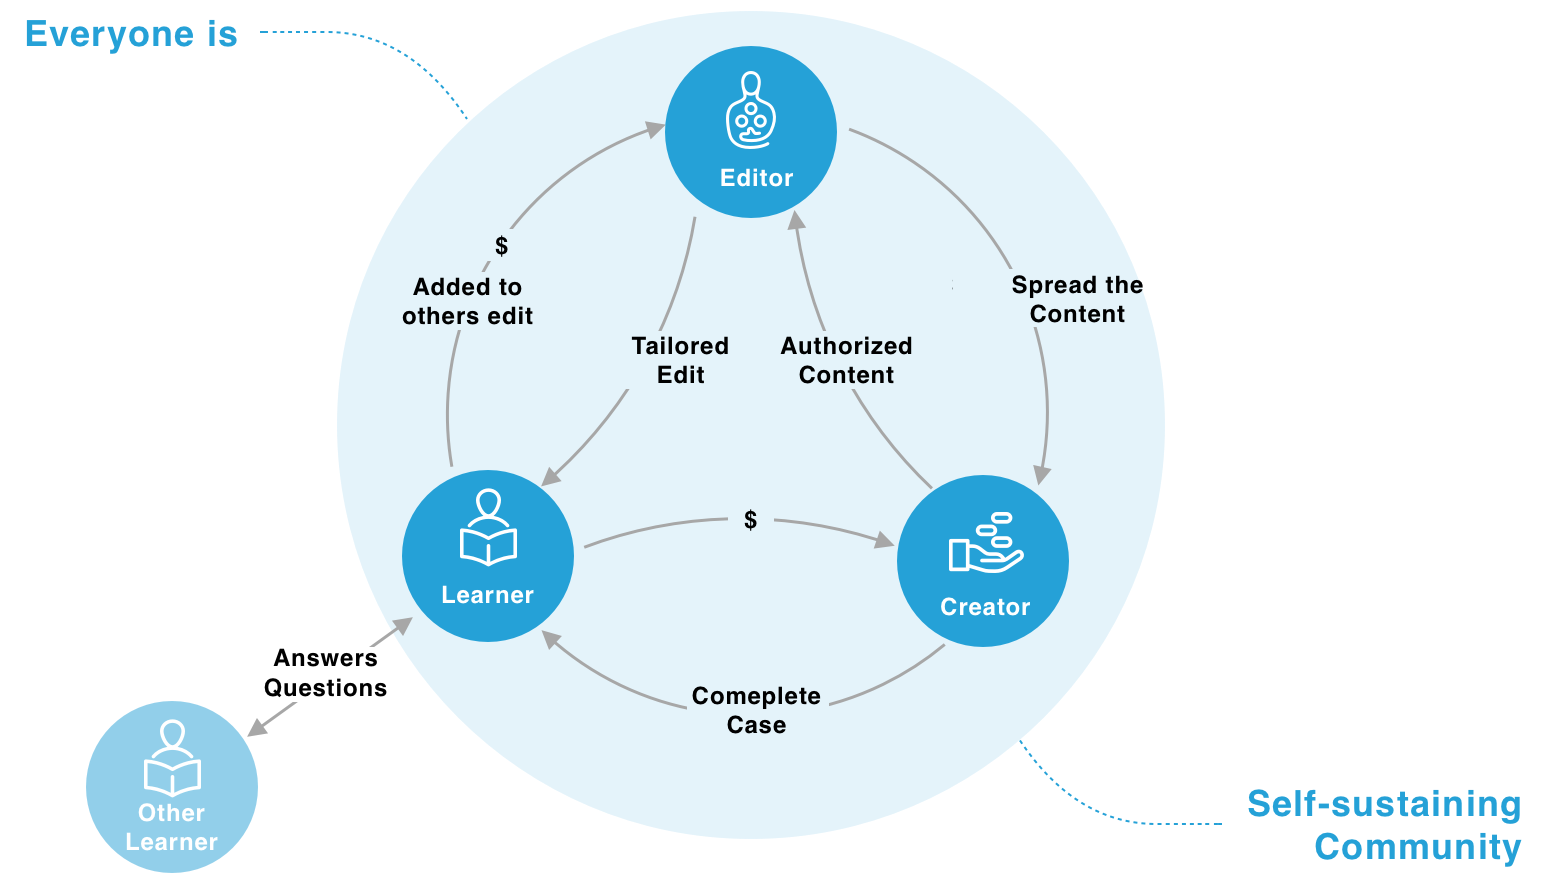 Everyone is
Editor
$
Added to
others edit
Spread the
Content
Tailored
Edit
Authorized
Content
$
Learner
Creator
Answers
Questions
Comeplete
Case
Other
Learner
Self-sustaining
Community